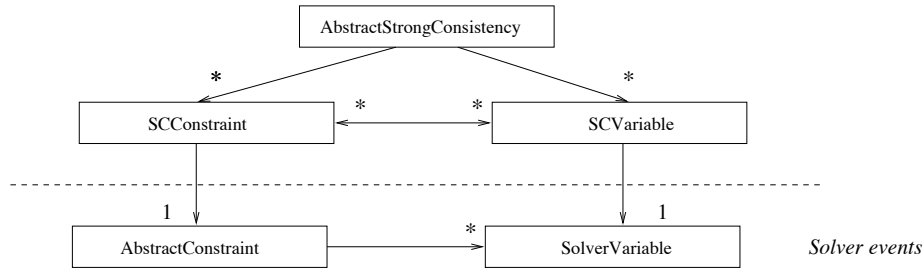 AbstractStrongConsistency
* *
* *
SCConstraint SCVariable
1 1
*
AbstractConstraint SolverVariable Solver events